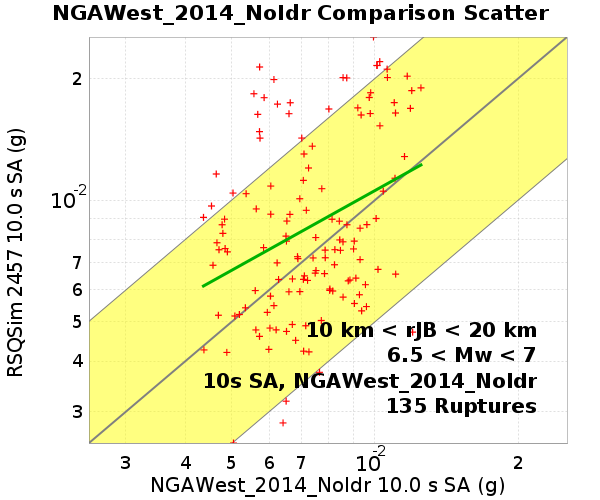 NGAWest_2014_NoIdr Comparison Scatter
RSQSim 2457 10.0 s SA (g)
2
10-2
7
6
5
4
3
10 km < rJB < 20 km
6.5 < Mw < 7
10s SA, NGAWest_2014_NoIdr
135 Ruptures
3 4 5 6 7 10-2 2
NGAWest_2014_NoIdr 10.0 s SA (g)